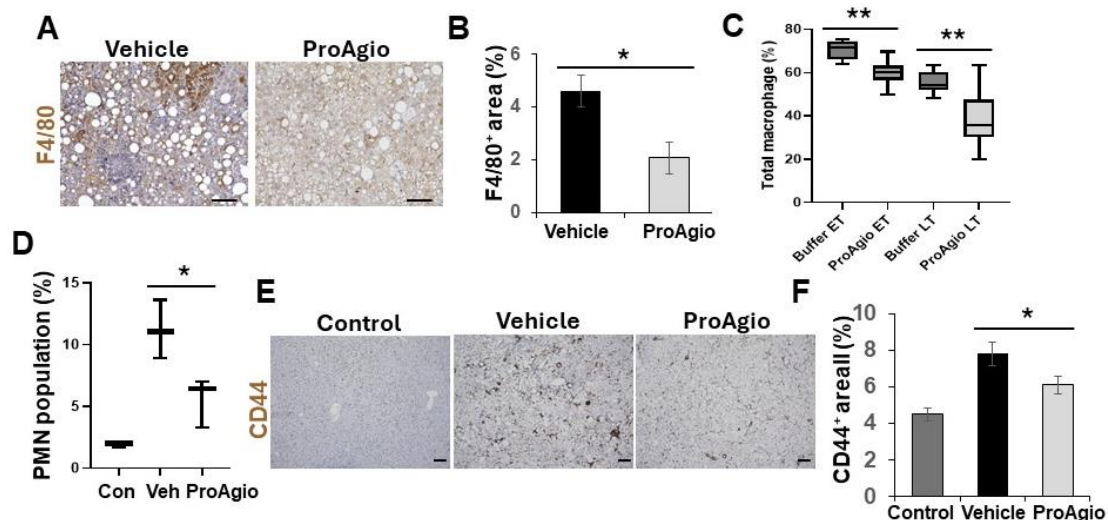 A
Vehicle
ProAgio
F4/80
B
F4/80+ area (%)
6
4
2
0
*
Vehicle
ProAgio
C
Total macrophage (%)
80
60
40
20
0
**
**
Buffer ET
ProAgio ET
Buffer LT
ProAgio LT
D
PMN population (%)
15
10
5
0
*
Con
Veh
ProAgio
E
Control
Vehicle
ProAgio
CD44
F
CD44+ areall (%)
10
8
6
4
2
0
*
Control
Vehicle
ProAgio